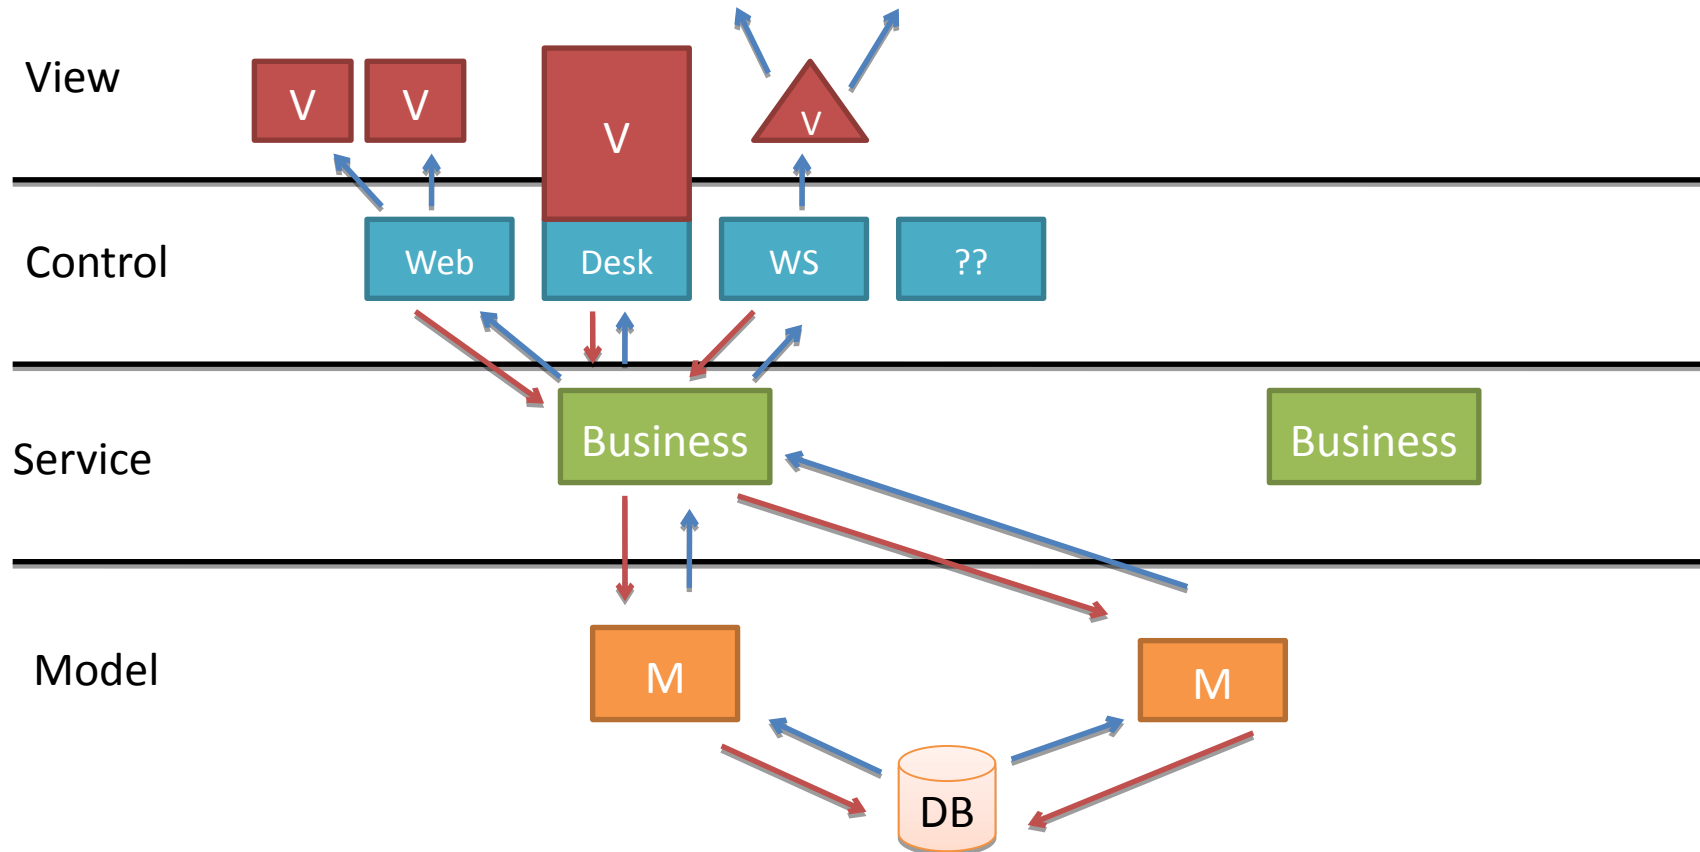 View
V
V
V
V
Control
Web
Desk
WS
??
Service
Business
Business
Model
M
M
DB